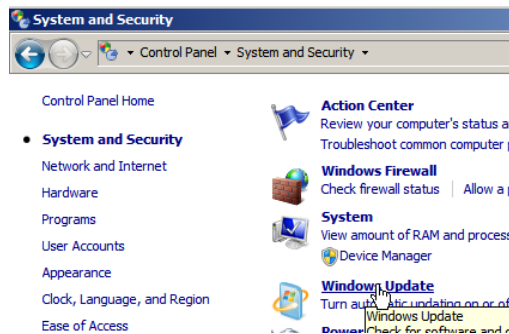 System and Security
Control Panel System and Security
Control Panel Home
System and Security
Network and Internet
Hardware
Programs
User Accounts
Appearance
Clock, Language, and Region
Ease of Access
Action Center
Review your computer's status a
Troubleshoot common computer
Windows Firewall
Check firewall status Allow a
System
View amount of RAM and process
Device Manager
Windows Update
Turn automatic updating on or of
Windows Update
Power Check for software and